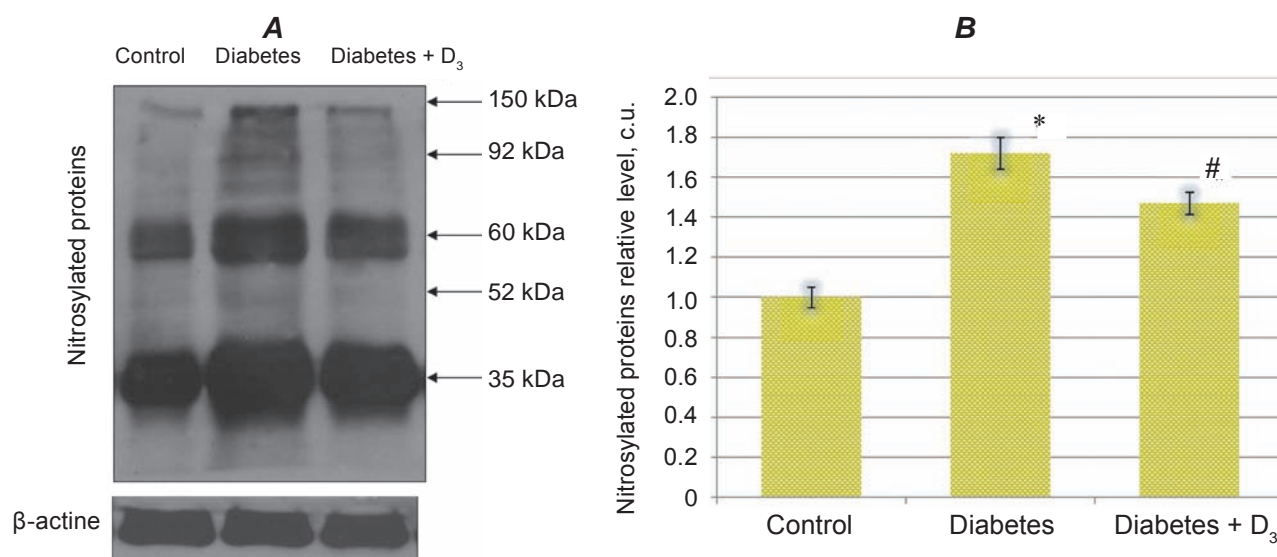 A
Control Diabetes Diabetes + D3
Nitrosylated proteins
150 kDa
92 kDa
60 kDa
52 kDa
35 kDa
β-actine
B
Nitrosylated proteins relative level, c.u.
2.0
1.8
1.6
1.4
1.2
1.0
0.8
0.6
0.4
0.2
0
*
#
Control Diabetes Diabetes + D3